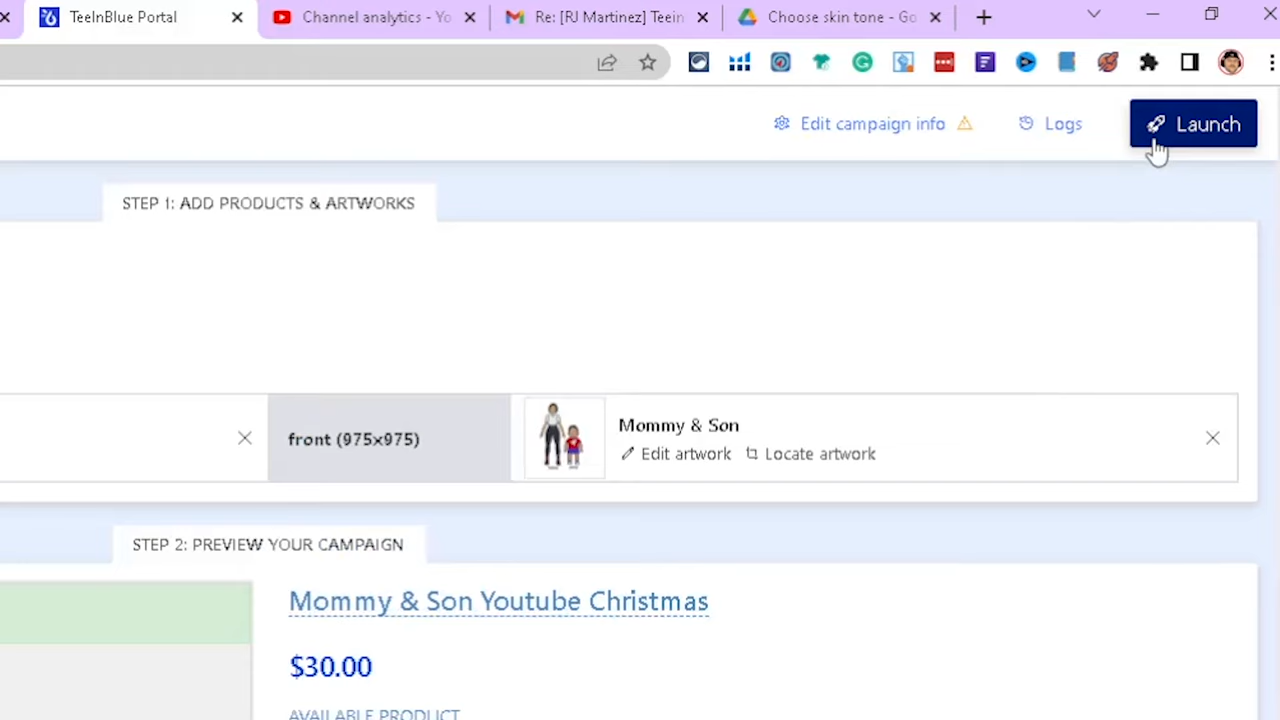 TeeInBlue Portal
Channel analytics - Yo
Re: [RJ Martinez] Teein
Choose skin tone - Go
Edit campaign info
Logs
Launch
STEP 1: ADD PRODUCTS & ARTWORKS
front (975x975)
Mommy & Son
Edit artwork
Locate artwork
STEP 2: PREVIEW YOUR CAMPAIGN
Mommy & Son Youtube Christmas
$30.00
AVAILABLE PRODUCT